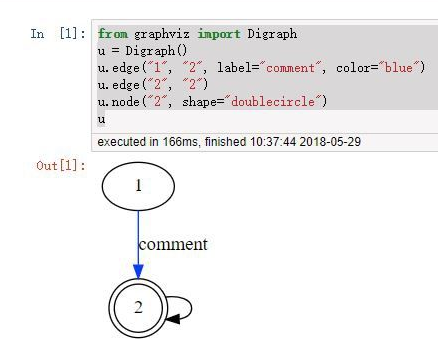 In [1]: from graphviz import Digraph
u = Digraph()
u.edge("1", "2", label="comment", color="blue")
u.edge("2", "2")
u.node("2", shape="doublecircle")
u
executed in 166ms, finished 10:37:44 2018-05-29
Out[1]:
1
comment
2